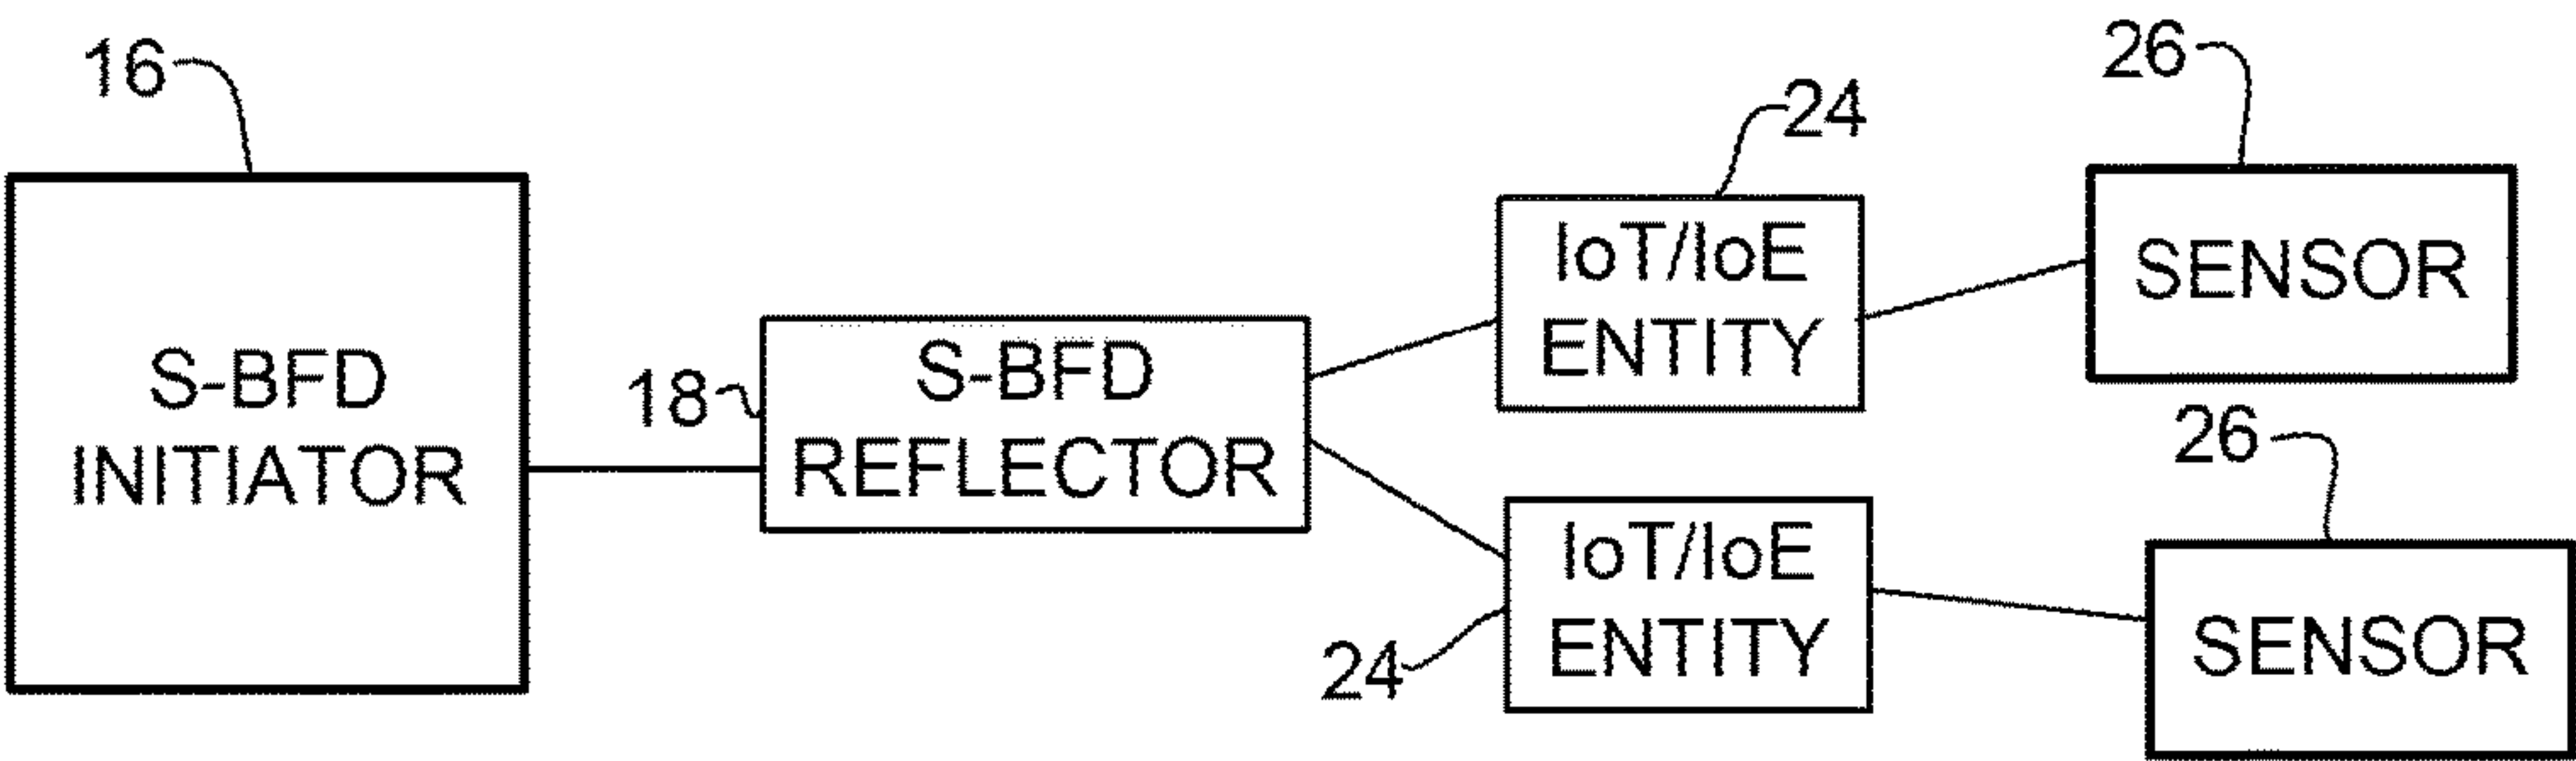 16
S-BFD
INITIATOR
18
S-BFD
REFLECTOR
24
IoT/IoE
ENTITY
26
SENSOR
24
IoT/IoE
ENTITY
26
SENSOR